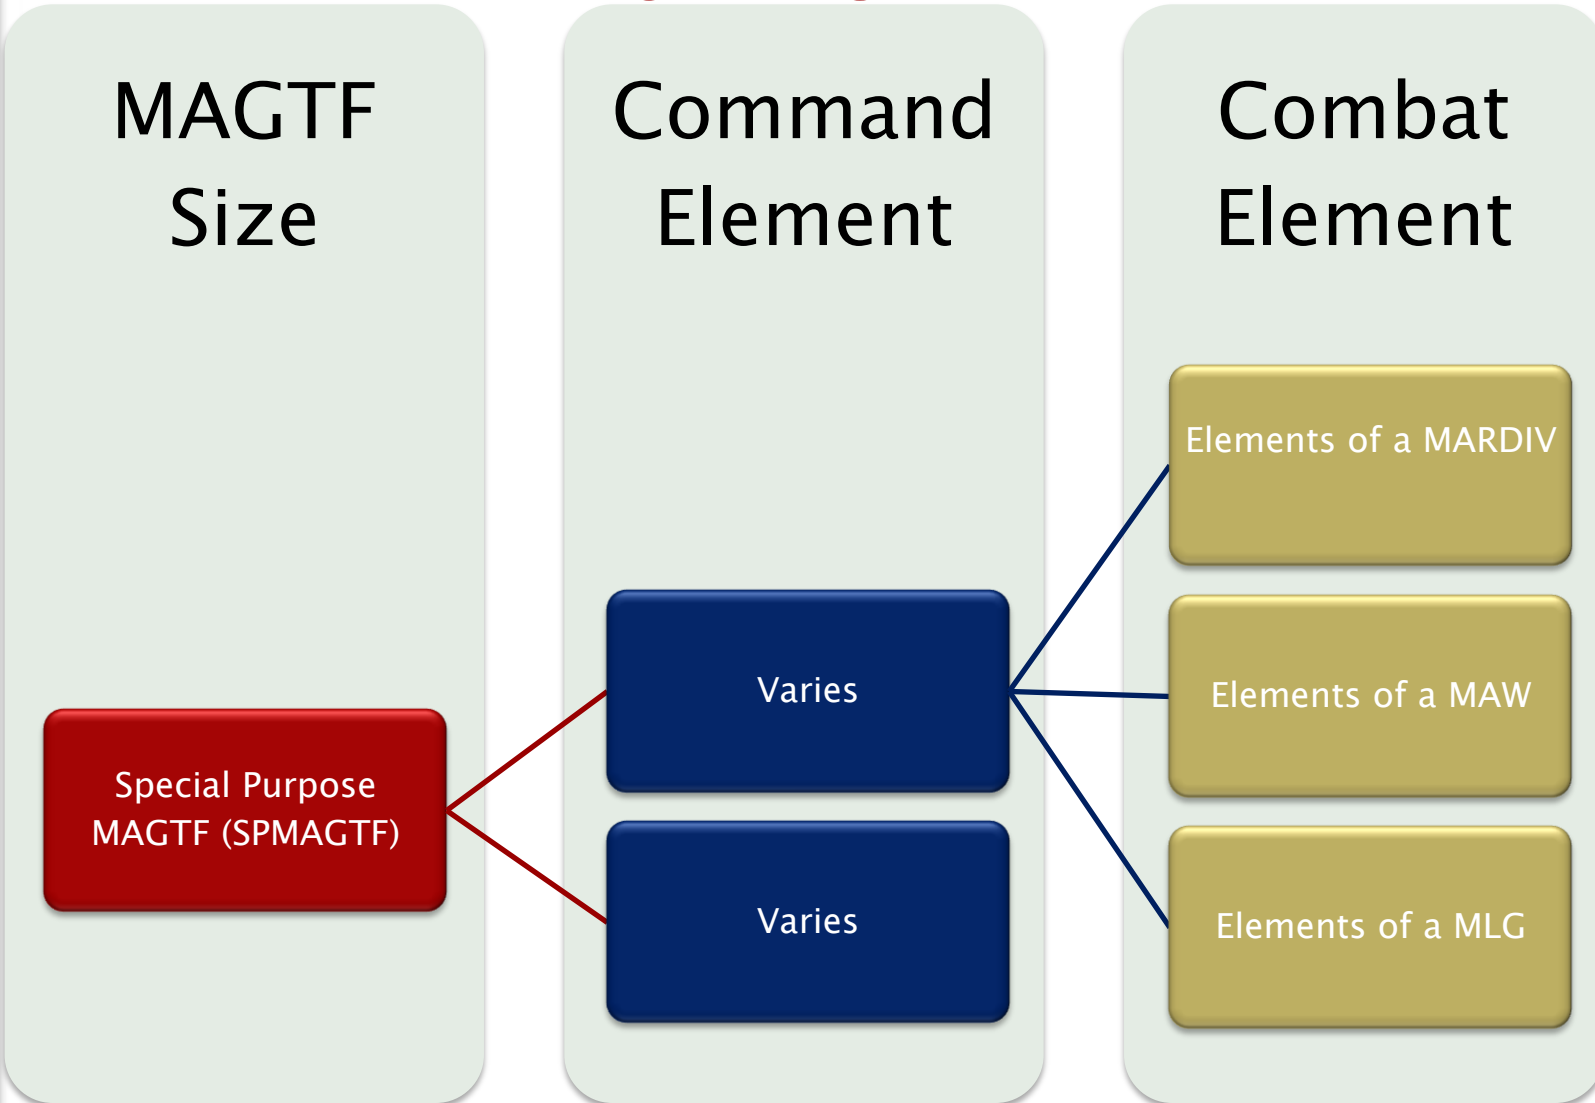 MAGTF
Size
Command
Element
Combat
Element
Special Purpose
MAGTF (SPMAGTF)
Varies
Varies
Elements of a MARDIV
Elements of a MAW
Elements of a MLG